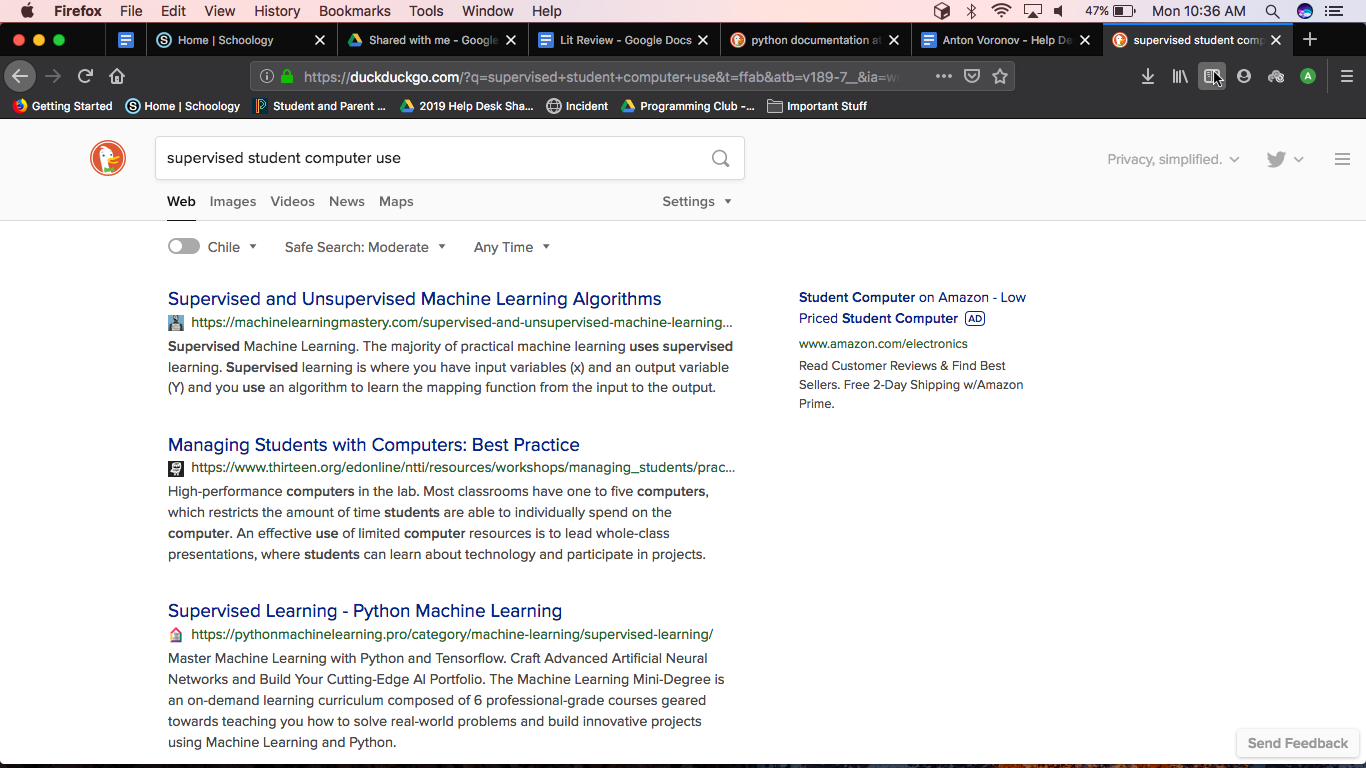 Firefox File Edit View History Bookmarks Tools Window Help 47% Mon 10:36 AM
Home | Schoology Shared with me - Google Lit Review - Google Docs python documentation at Anton Voronov - Help De supervised student comp
https://duckduckgo.com/?q=supervised+student+computer+use&t=ffab&atb=v189-7__&ia=w A
Getting Started Home | Schoology Student and Parent ... 2019 Help Desk Sha... Incident Programming Club -... Important Stuff
supervised student computer use
Privacy, simplified.
Web Images Videos News Maps Settings
Chile Safe Search: Moderate Any Time
Supervised and Unsupervised Machine Learning Algorithms
https://machinelearningmastery.com/supervised-and-unsupervised-machine-learning...
Supervised Machine Learning. The majority of practical machine learning uses supervised
learning. Supervised learning is where you have input variables (x) and an output variable
(Y) and you use an algorithm to learn the mapping function from the input to the output.
Student Computer on Amazon - Low
Priced Student Computer AD
www.amazon.com/electronics
Read Customer Reviews & Find Best
Sellers. Free 2-Day Shipping w/Amazon
Prime.
Managing Students with Computers: Best Practice
https://www.thirteen.org/edonline/ntti/resources/workshops/managing_students/prac...
High-performance computers in the lab. Most classrooms have one to five computers,
which restricts the amount of time students are able to individually spend on the
computer. An effective use of limited computer resources is to lead whole-class
presentations, where students can learn about technology and participate in projects.
Supervised Learning - Python Machine Learning
https://pythonmachinelearning.pro/category/machine-learning/supervised-learning/
Master Machine Learning with Python and Tensorflow. Craft Advanced Artificial Neural
Networks and Build Your Cutting-Edge AI Portfolio. The Machine Learning Mini-Degree is
an on-demand learning curriculum composed of 6 professional-grade courses geared
towards teaching you how to solve real-world problems and build innovative projects
using Machine Learning and Python.
Send Feedback